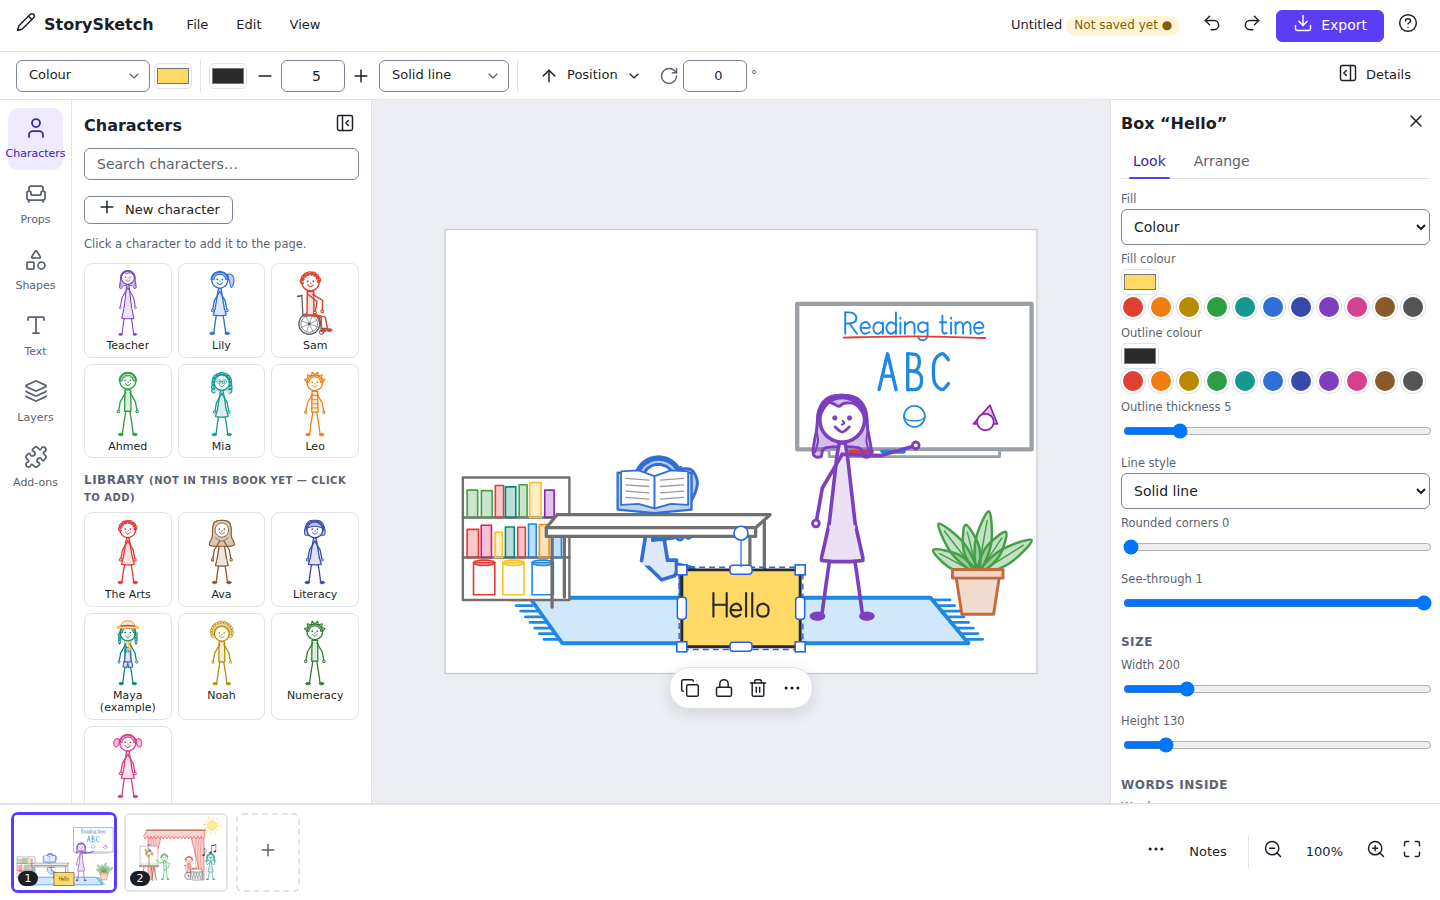 StorySketch
File
Edit
View
Untitled
Not saved yet
Export
Colour
5
Solid line
Position
0
°
Details
Characters
Props
Shapes
Text
Layers
Add-ons
Characters
Search characters...
New character
Click a character to add it to the page.
Teacher
Lily
Sam
Ahmed
Mia
Leo
LIBRARY (NOT IN THIS BOOK YET — CLICK
TO ADD)
The Arts
Ava
Literacy
Maya
(example)
Noah
Numeracy
Reading time
ABC
Hello
Box “Hello”
Look
Arrange
Fill
Colour
Fill colour
Outline colour
Outline thickness 5
Line style
Solid line
Rounded corners 0
See-through 1
SIZE
Width 200
Height 130
WORDS INSIDE
Reading time
ABC
Hello
1
2
Notes
100%